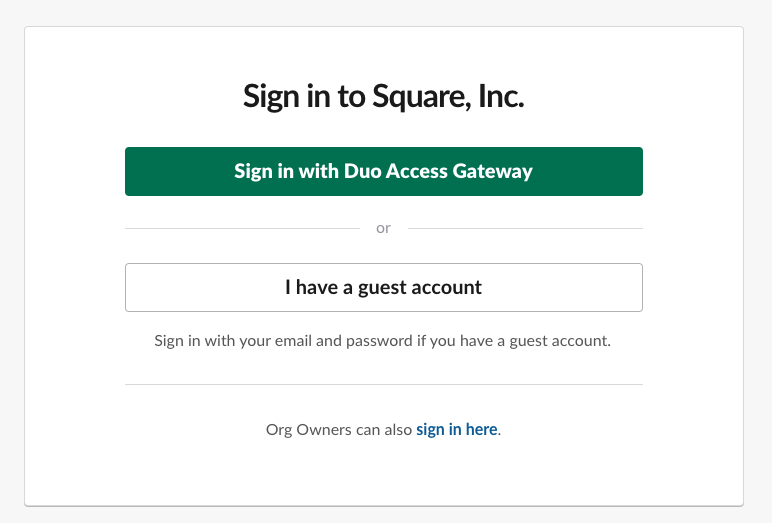 Sign in to Square, Inc.
Sign in with Duo Access Gateway
or
I have a guest account
Sign in with your email and password if you have a guest account.
Org Owners can also sign in here.